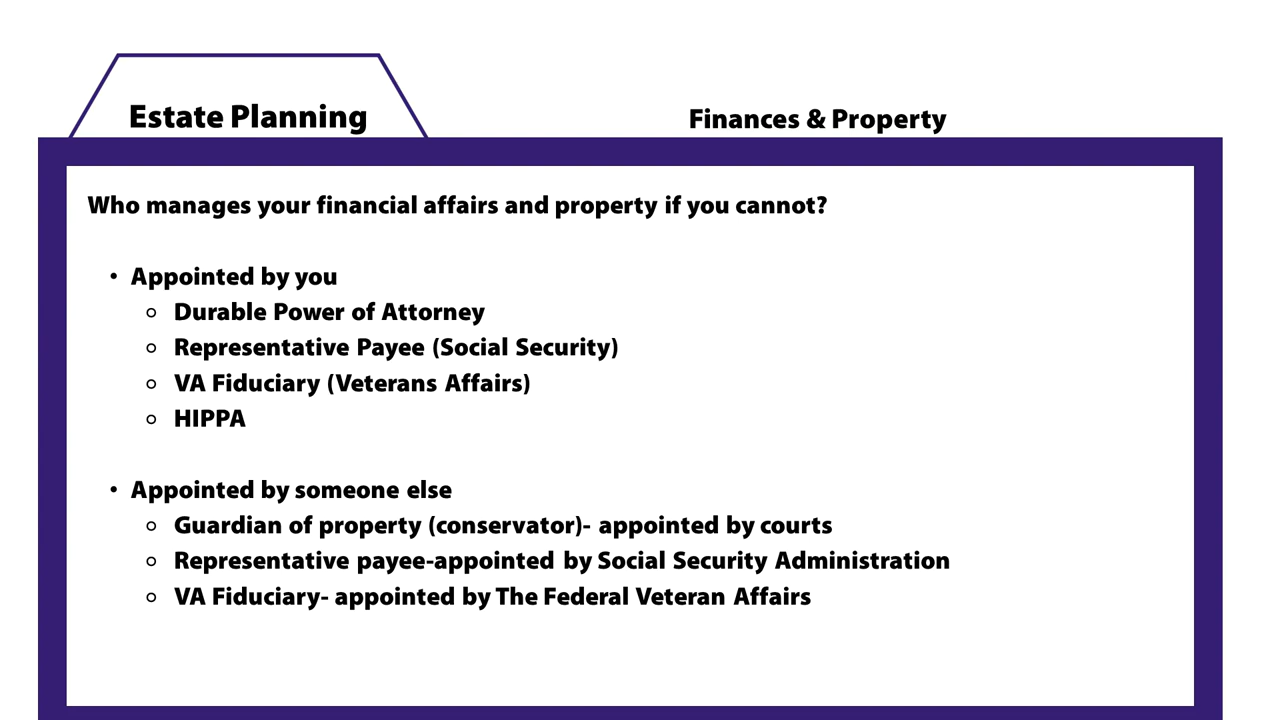 Estate Planning
Finances & Property
Who manages your financial affairs and property if you cannot?
• Appointed by you
○ Durable Power of Attorney
○ Representative Payee (Social Security)
○ VA Fiduciary (Veterans Affairs)
○ HIPPA
• Appointed by someone else
○ Guardian of property (conservator)- appointed by courts
○ Representative payee-appointed by Social Security Administration
○ VA Fiduciary- appointed by The Federal Veteran Affairs